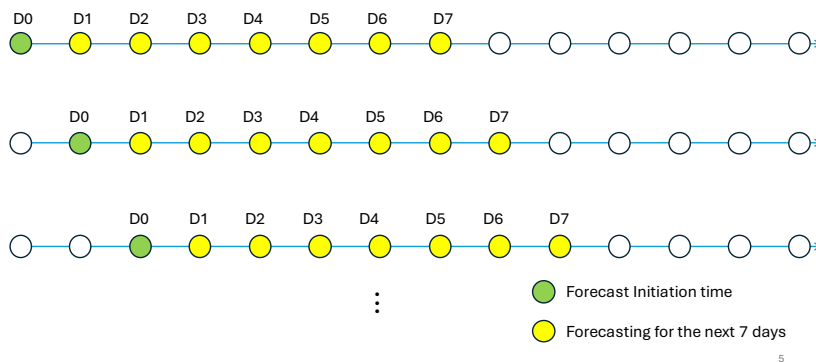 D0 D1 D2 D3 D4 D5 D6 D7
D0 D1 D2 D3 D4 D5 D6 D7
D0 D1 D2 D3 D4 D5 D6 D7
⋮
Forecast Initiation time
Forecasting for the next 7 days
5